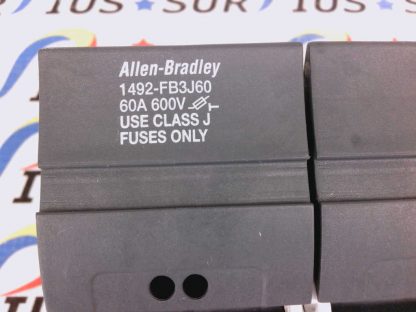 Allen-Bradley
1492-FB3J60
60A 600V
USE CLASS J
FUSES ONLY